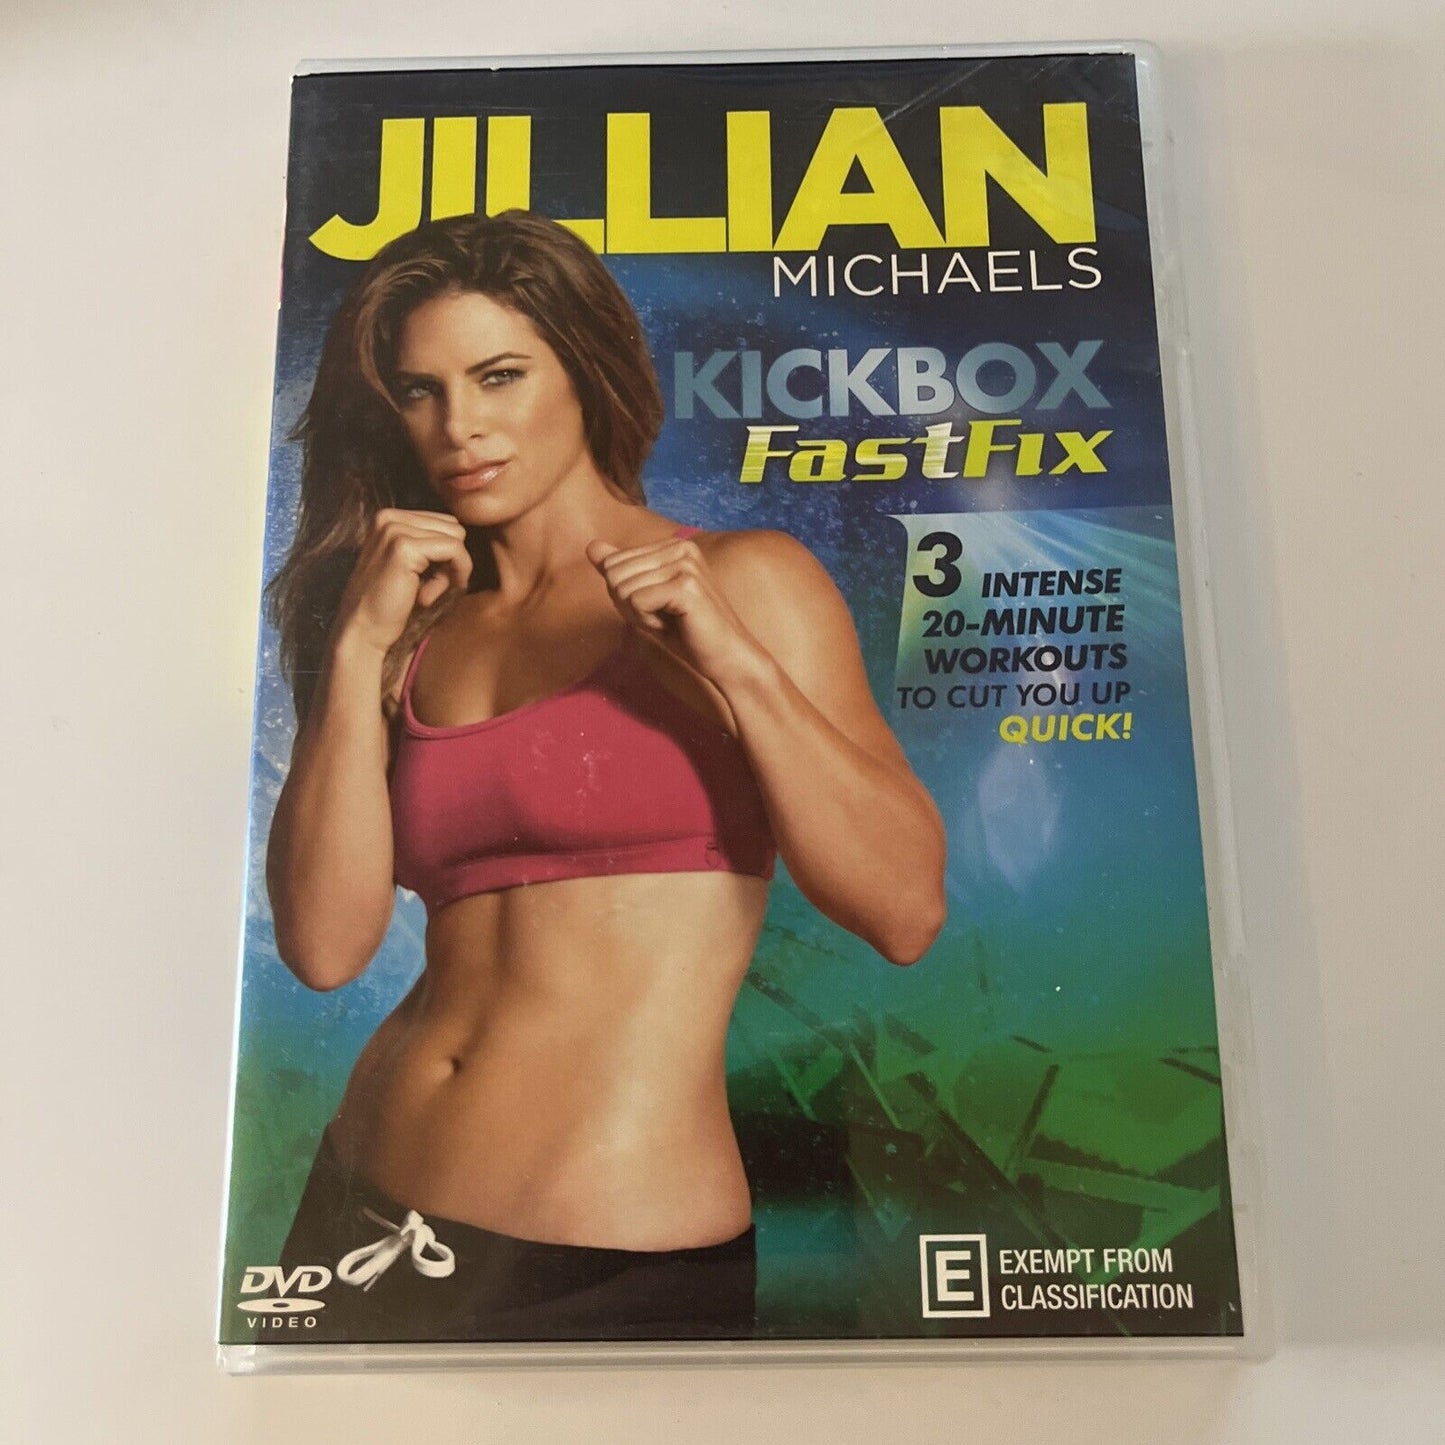 JILLIAN
MICHAELS
KICKBOX
FastFix
3 INTENSE
20-MINUTE
WORKOUTS
TO CUT YOU UP
QUICK!
DVD
VIDEO
E EXEMPT FROM
CLASSIFICATION